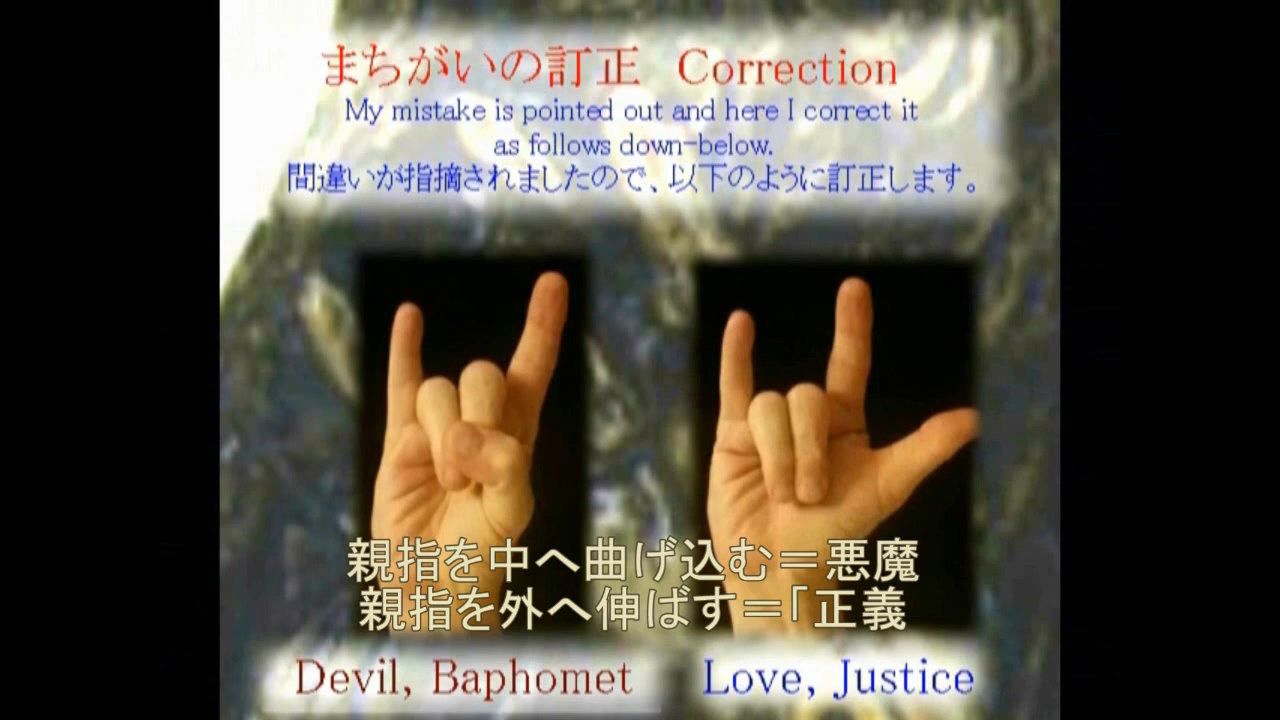 まちがいの訂正 Correction
My mistake is pointed out and here I correct it
as follows down-below.
間違いが指摘されましたので、以下のように訂正します。
親指を中へ曲げ込む＝悪魔
親指を外へ伸ばす＝「正義
Devil, Baphomet
Love, Justice